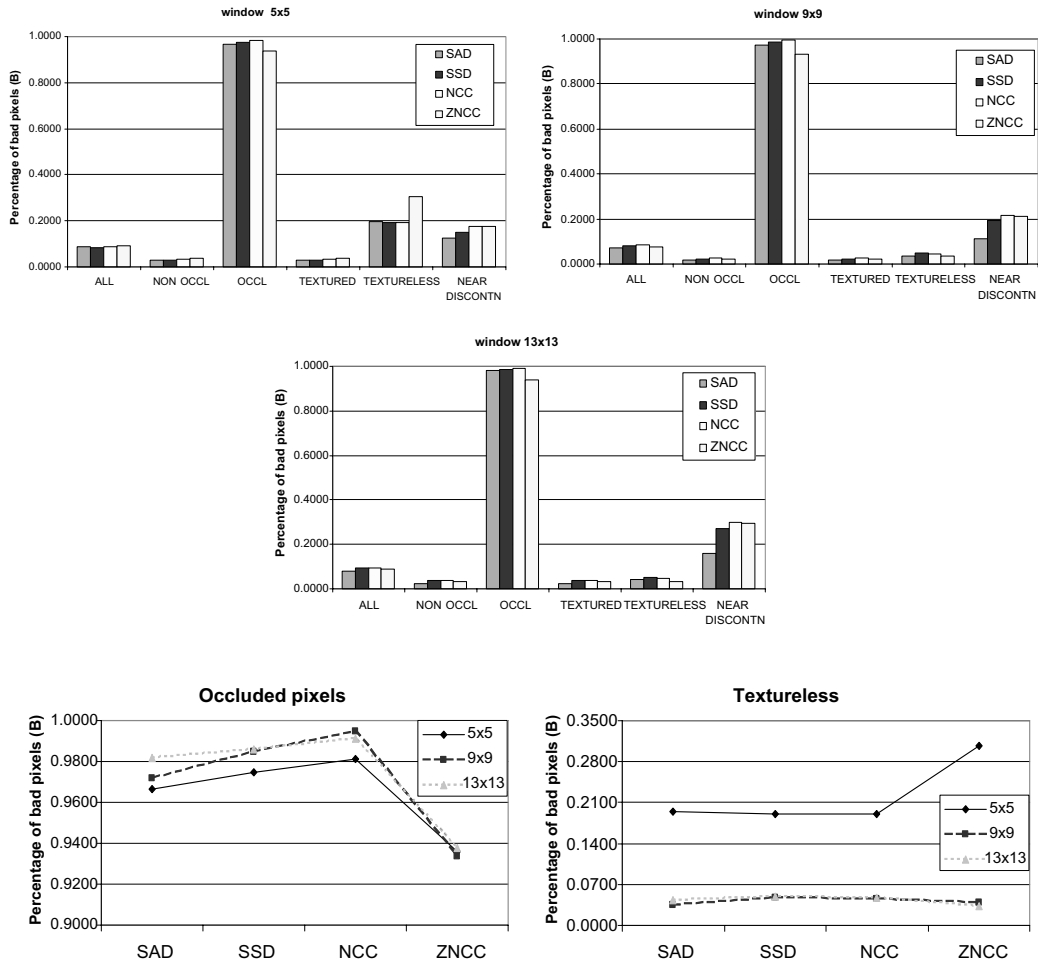 window 5x5
Percentage of bad pixels (B)
1.0000
0.8000
0.6000
0.4000
0.2000
0.0000
SAD
SSD
NCC
ZNCC
ALL NON OCCL OCCL TEXTURED TEXTURELESS NEAR
DISCONTN
window 9x9
Percentage of bad pixels (B)
1.0000
0.8000
0.6000
0.4000
0.2000
0.0000
SAD
SSD
NCC
ZNCC
ALL NON OCCL OCCL TEXTURED TEXTURELESS NEAR
DISCONTN
window 13x13
Percentage of bad pixels (B)
1.0000
0.8000
0.6000
0.4000
0.2000
0.0000
SAD
SSD
NCC
ZNCC
ALL NON OCCL OCCL TEXTURED TEXTURELESS NEAR
DISCONTN
Occluded pixels
Percentage of bad pixels (B)
1.0000
0.9800
0.9600
0.9400
0.9200
0.9000
5x5
9x9
13x13
SAD SSD NCC ZNCC
Textureless
Percentage of bad pixels (B)
0.3500
0.2800
0.2100
0.1400
0.0700
0.0000
5x5
9x9
13x13
SAD SSD NCC ZNCC